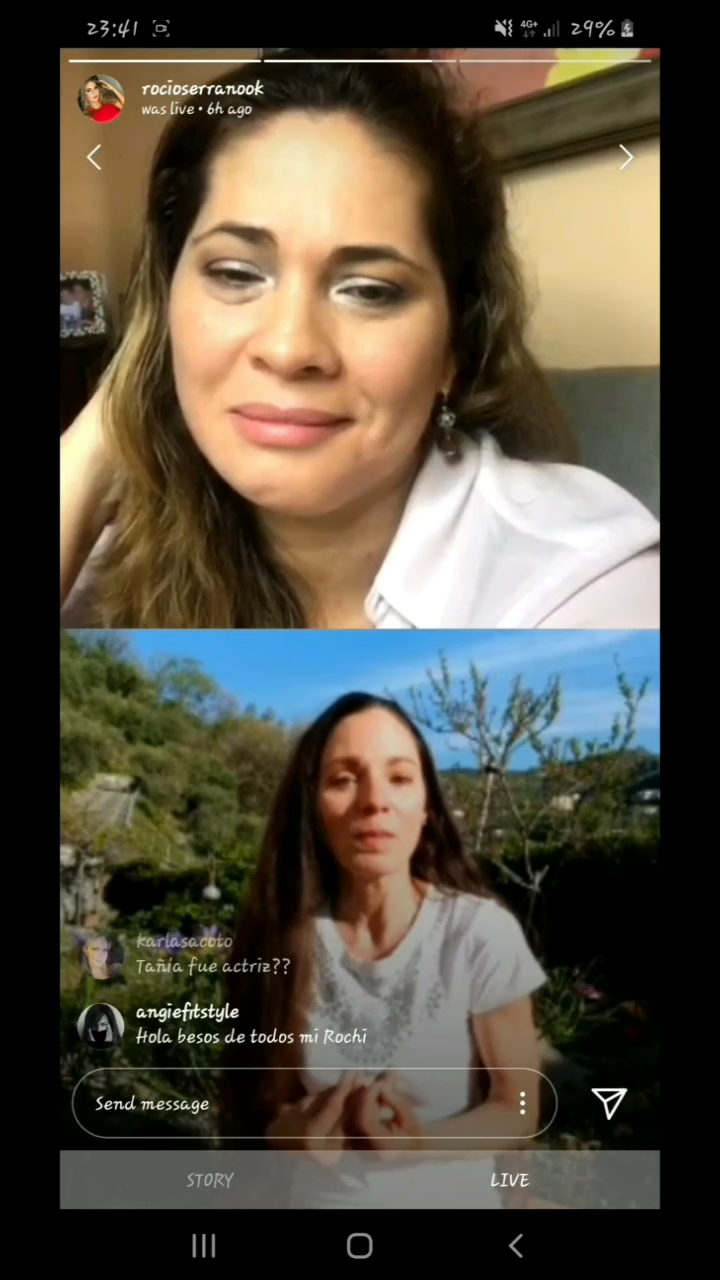 23:41
4G+
29%
rocioserranook
was live • 6h ago
karlasacoto
Tañia fue actriz??
angiefitstyle
Hola besos de todos mi Rochi
Send message
STORY
LIVE